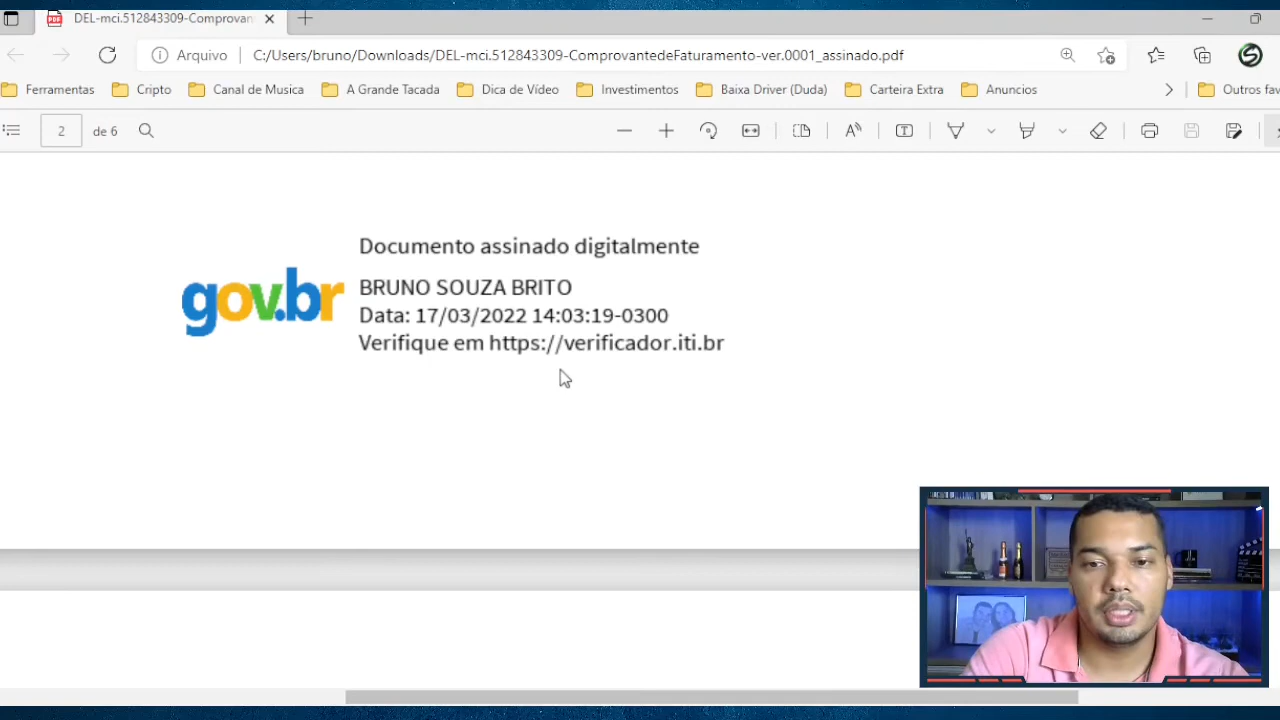 DEL-mci.512843309-Comprovan
Arquivo
C:/Users/bruno/Downloads/DEL-mci.512843309-ComprovantedeFaturamento-ver.0001_assinado.pdf
Ferramentas
Cripto
Canal de Musica
A Grande Tacada
Dica de Vídeo
Investimentos
Baixa Driver (Duda)
Carteira Extra
Anuncios
Outros fav
2 de 6
Documento assinado digitalmente
gov.br
BRUNO SOUZA BRITO
Data: 17/03/2022 14:03:19-0300
Verifique em https://verificador.iti.br